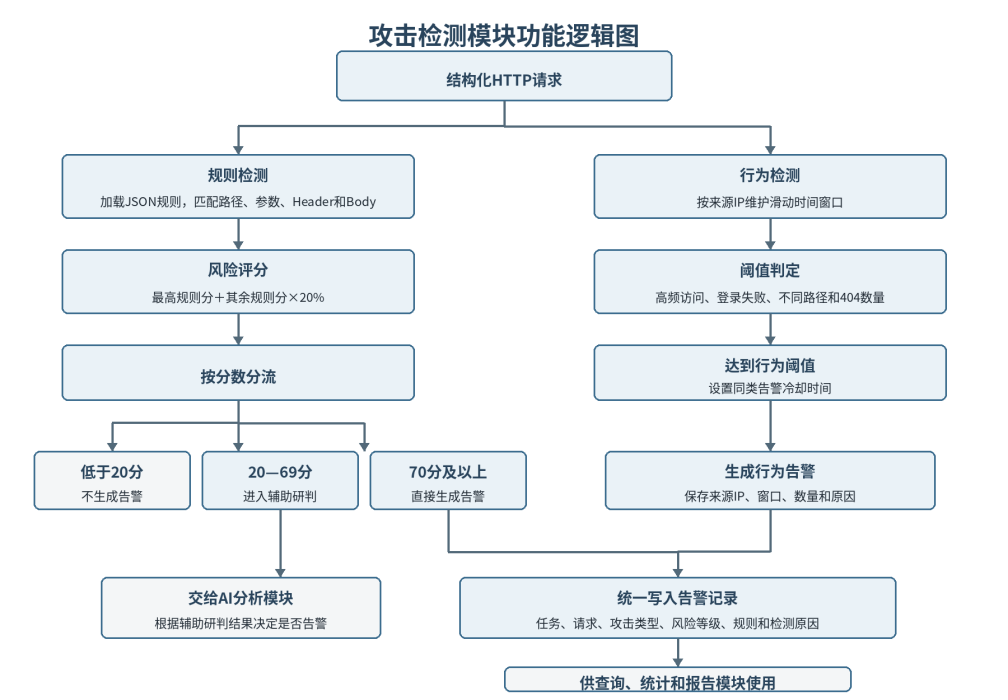 攻击检测模块功能逻辑图
结构化HTTP请求
规则检测
加载JSON规则，匹配路径、参数、Header和Body
行为检测
按来源IP维护滑动时间窗口
风险评分
最高规则分＋其余规则分×20%
阈值判定
高频访问、登录失败、不同路径和404数量
按分数分流
达到行为阈值
设置同类告警冷却时间
低于20分
不生成告警
20—69分
进入辅助研判
70分及以上
直接生成告警
生成行为告警
保存来源IP、窗口、数量和原因
交给AI分析模块
根据辅助研判结果决定是否告警
统一写入告警记录
任务、请求、攻击类型、风险等级、规则和检测原因
供查询、统计和报告模块使用